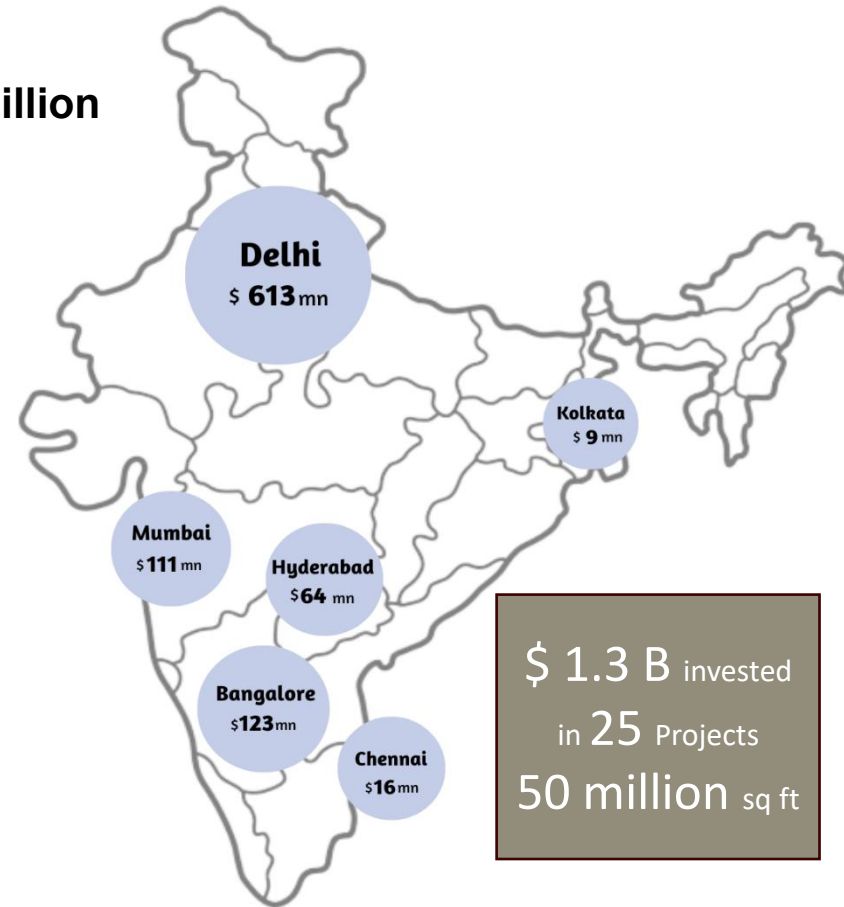 illion
Delhi
$ 613 mn
Kolkata
$ 9 mn
Mumbai
$ 111 mn
Hyderabad
$ 64 mn
Bangalore
$ 123 mn
Chennai
$ 16 mn
$ 1.3 B invested
in 25 Projects
50 million sq ft